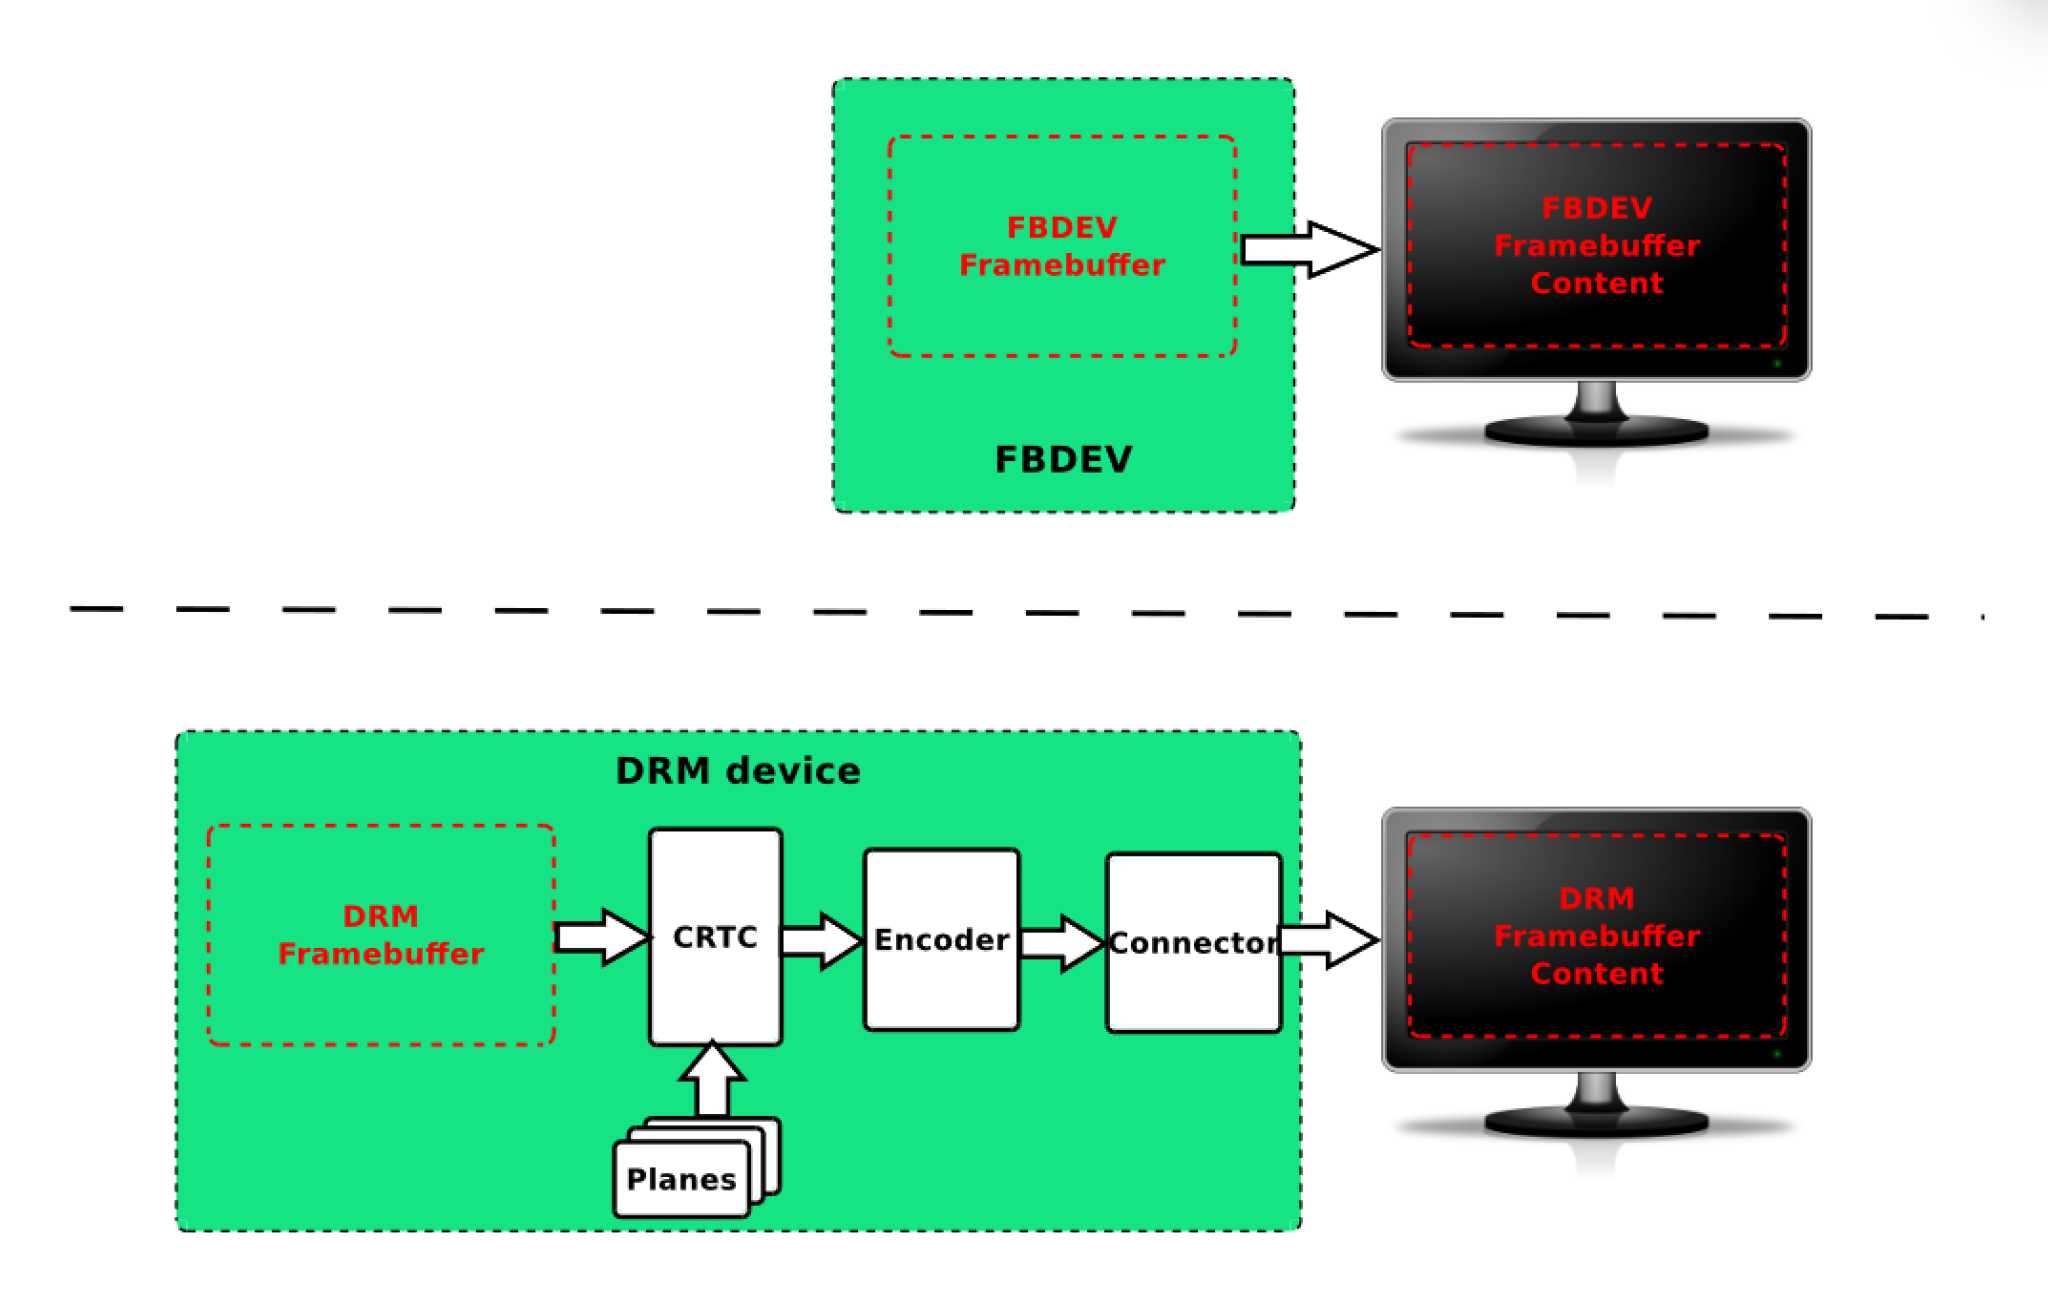 FBDEV
Framebuffer
FBDEV
FBDEV
Framebuffer
Content
DRM device
DRM
Framebuffer
CRTC
Encoder
Connector
Planes
DRM
Framebuffer
Content